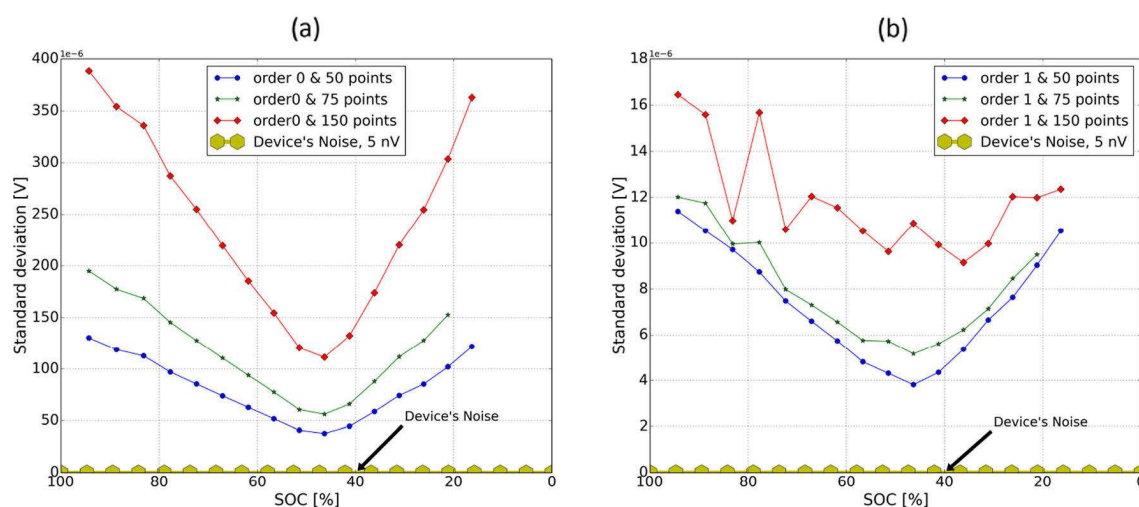 (a)
1e−6
400
350
300
250
200
150
100
50
0
Standard deviation [V]
order 0 & 50 points
order0 & 75 points
order0 & 150 points
Device's Noise, 5 nV
Device's Noise
100
80
60
40
20
0
SOC [%]
(b)
1e−6
18
16
14
12
10
8
6
4
2
0
Standard deviation [V]
order 1 & 50 points
order 1 & 75 points
order 1 & 150 points
Device's Noise, 5 nV
Device's Noise
100
80
60
40
20
0
SOC [%]